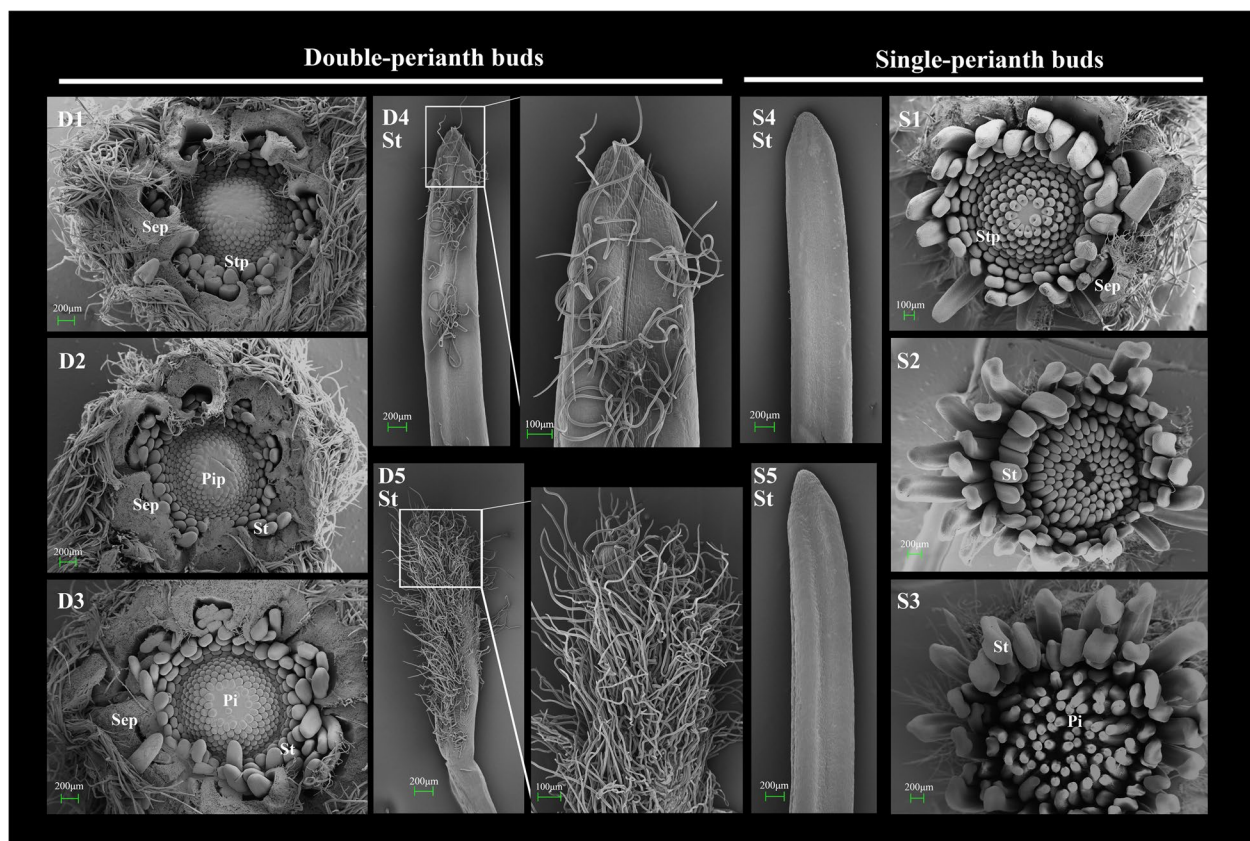 Double-perianth buds
Single-perianth buds
D1
Sep
Stp
200μm
D2
Pip
Sep
St
200μm
D3
Pi
Sep
St
200μm
D4
St
200μm
100μm
D5
St
200μm
100μm
S4
St
200μm
S5
St
200μm
S1
Stp
Sep
100μm
S2
St
200μm
S3
St
Pi
200μm